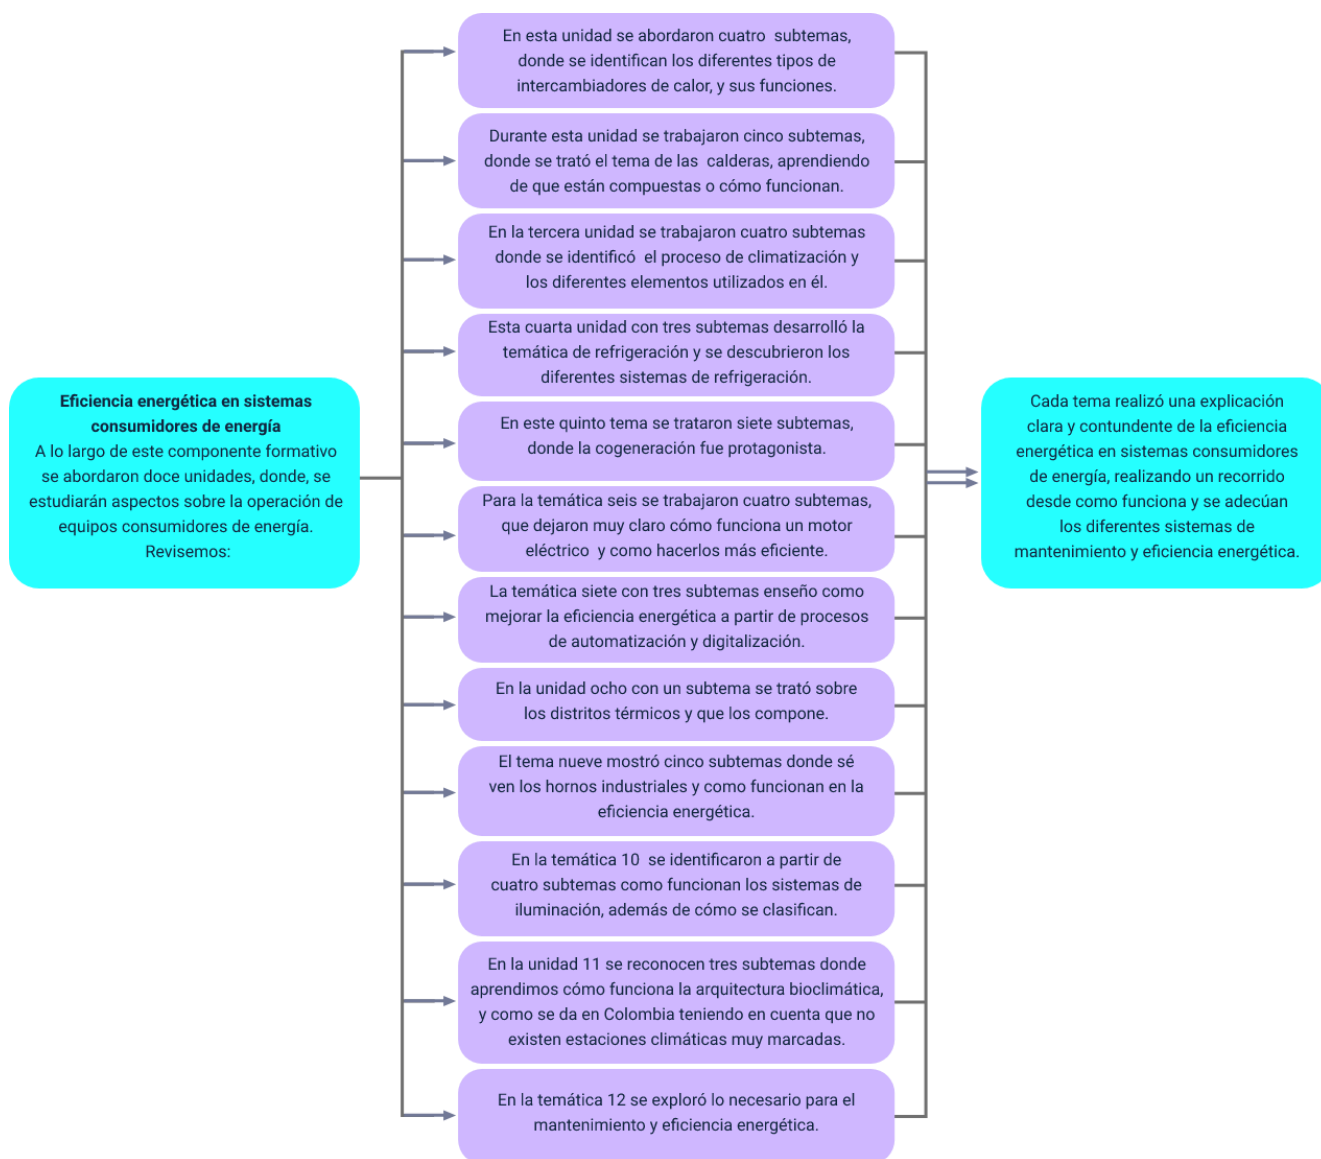 Eficiencia energética en sistemas
consumidores de energía
A lo largo de este componente formativo
se abordaron doce unidades, donde, se
estudiarán aspectos sobre la operación de
equipos consumidores de energía.
Revisemos:
En esta unidad se abordaron cuatro subtemas,
donde se identifican los diferentes tipos de
intercambiadores de calor, y sus funciones.
Durante esta unidad se trabajaron cinco subtemas,
donde se trató el tema de las calderas, aprendiendo
de que están compuestas o cómo funcionan.
En la tercera unidad se trabajaron cuatro subtemas
donde se identificó el proceso de climatización y
los diferentes elementos utilizados en él.
Esta cuarta unidad con tres subtemas desarrolló la
temática de refrigeración y se descubrieron los
diferentes sistemas de refrigeración.
En este quinto tema se trataron siete subtemas,
donde la cogeneración fue protagonista.
Para la temática seis se trabajaron cuatro subtemas,
que dejaron muy claro cómo funciona un motor
eléctrico y como hacerlos más eficiente.
La temática siete con tres subtemas enseño como
mejorar la eficiencia energética a partir de procesos
de automatización y digitalización.
En la unidad ocho con un subtema se trató sobre
los distritos térmicos y que los compone.
El tema nueve mostró cinco subtemas donde sé
ven los hornos industriales y como funcionan en la
eficiencia energética.
En la temática 10 se identificaron a partir de
cuatro subtemas como funcionan los sistemas de
iluminación, además de cómo se clasifican.
En la unidad 11 se reconocen tres subtemas donde
aprendimos cómo funciona la arquitectura bioclimática,
y como se da en Colombia teniendo en cuenta que no
existen estaciones climáticas muy marcadas.
En la temática 12 se exploró lo necesario para el
mantenimiento y eficiencia energética.
Cada tema realizó una explicación
clara y contundente de la eficiencia
energética en sistemas consumidores
de energía, realizando un recorrido
desde como funciona y se adecúan
los diferentes sistemas de
mantenimiento y eficiencia energética.